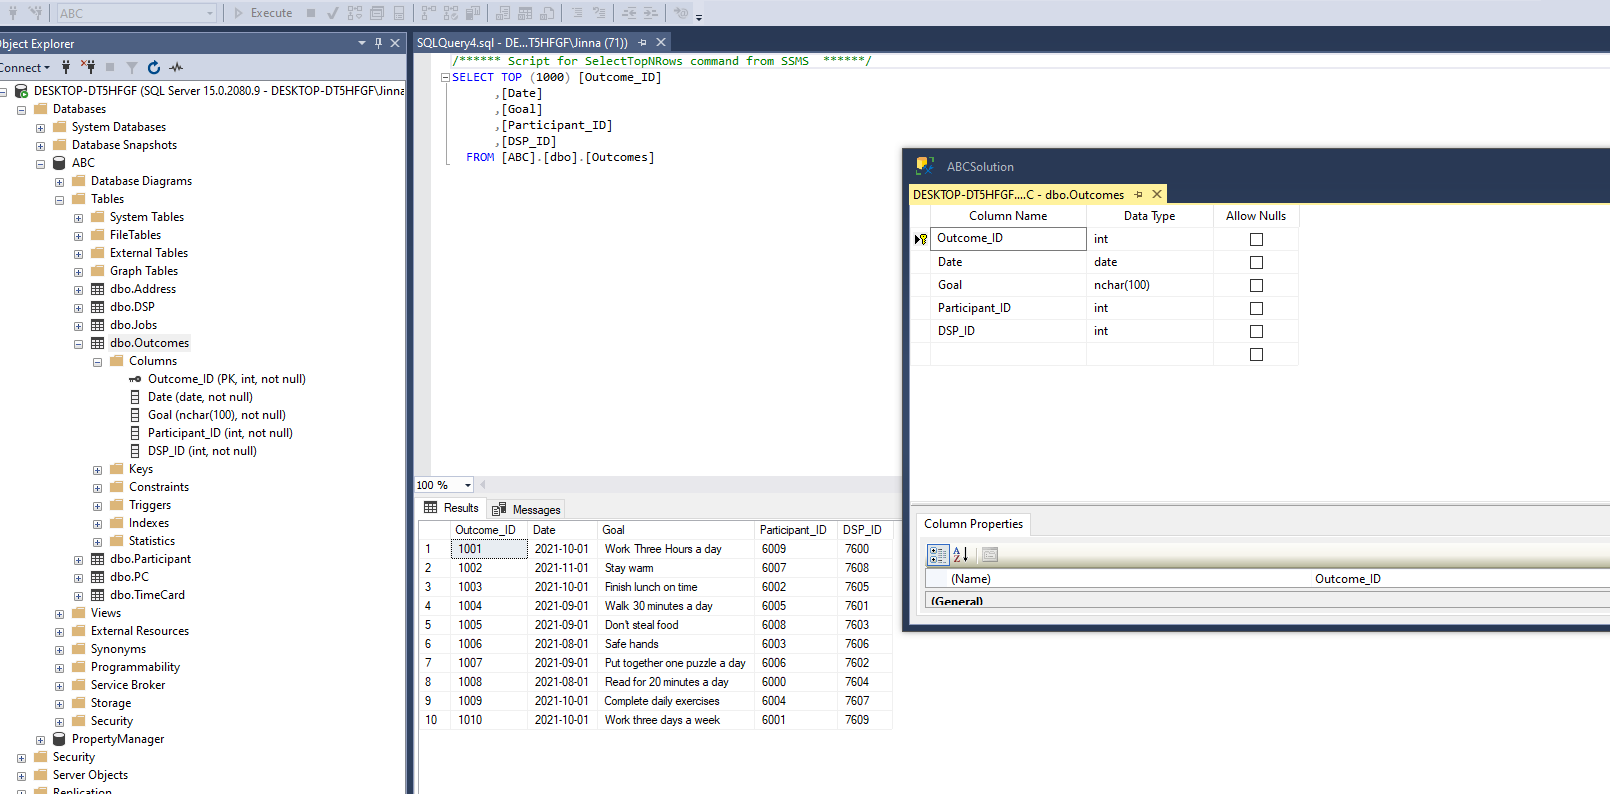 ABC
Execute
Object Explorer
Connect
DESKTOP-DT5HFGF (SQL Server 15.0.2080.9 - DESKTOP-DT5HFGF\Jinna
Databases
System Databases
Database Snapshots
ABC
Database Diagrams
Tables
System Tables
FileTables
External Tables
Graph Tables
dbo.Address
dbo.DSP
dbo.Jobs
dbo.Outcomes
Columns
Outcome_ID (PK, int, not null)
Date (date, not null)
Goal (nchar(100), not null)
Participant_ID (int, not null)
DSP_ID (int, not null)
Keys
Constraints
Triggers
Indexes
Statistics
dbo.Participant
dbo.PC
dbo.TimeCard
Views
External Resources
Synonyms
Programmability
Service Broker
Storage
Security
PropertyManager
Security
Server Objects
Replication
SQLQuery4.sql - DE...T5HFGF\Jinna (71))
/****** Script for SelectTopNRows command from SSMS  ******/
SELECT TOP (1000) [Outcome_ID]
,[Date]
,[Goal]
,[Participant_ID]
,[DSP_ID]
FROM [ABC].[dbo].[Outcomes]
100 %
Results Messages
Outcome_ID Date Goal Participant_ID DSP_ID
1 1001 2021-10-01 Work Three Hours a day 6009 7600
2 1002 2021-11-01 Stay warm 6007 7608
3 1003 2021-10-01 Finish lunch on time 6002 7605
4 1004 2021-09-01 Walk 30 minutes a day 6005 7601
5 1005 2021-09-01 Don't steal food 6008 7603
6 1006 2021-08-01 Safe hands 6003 7606
7 1007 2021-09-01 Put together one puzzle a day 6006 7602
8 1008 2021-08-01 Read for 20 minutes a day 6000 7604
9 1009 2021-10-01 Complete daily exercises 6004 7607
10 1010 2021-10-01 Work three days a week 6001 7609
ABCSolution
DESKTOP-DT5HFGF....C - dbo.Outcomes
Column Name Data Type Allow Nulls
Outcome_ID int
Date date
Goal nchar(100)
Participant_ID int
DSP_ID int
Column Properties
(Name) Outcome_ID
(General)